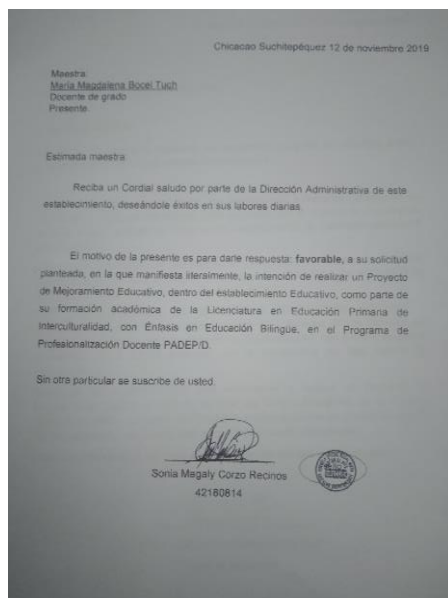 Chicacao Suchitepéquez 12 de noviembre 2019
Maestra:
María Magdalena Bocel Tuch
Docente de grado
Presente.
Estimada maestra
Reciba un Cordial saludo por parte de la Dirección Administrativa de este
establecimiento, deseándole éxitos en sus labores diarias.
El motivo de la presente es para darle respuesta: favorable, a su solicitud
planteada, en la que manifiesta literalmente, la intención de realizar un Proyecto
de Mejoramiento Educativo, dentro del establecimiento Educativo, como parte de
su formación académica de la Licenciatura en Educación Primaria de
Interculturalidad, con Énfasis en Educación Bilingüe, en el Programa de
Profesionalización Docente PADEP/D.
Sin otra particular se suscribe de usted.
Sonia Magaly Corzo Recinos
42180814